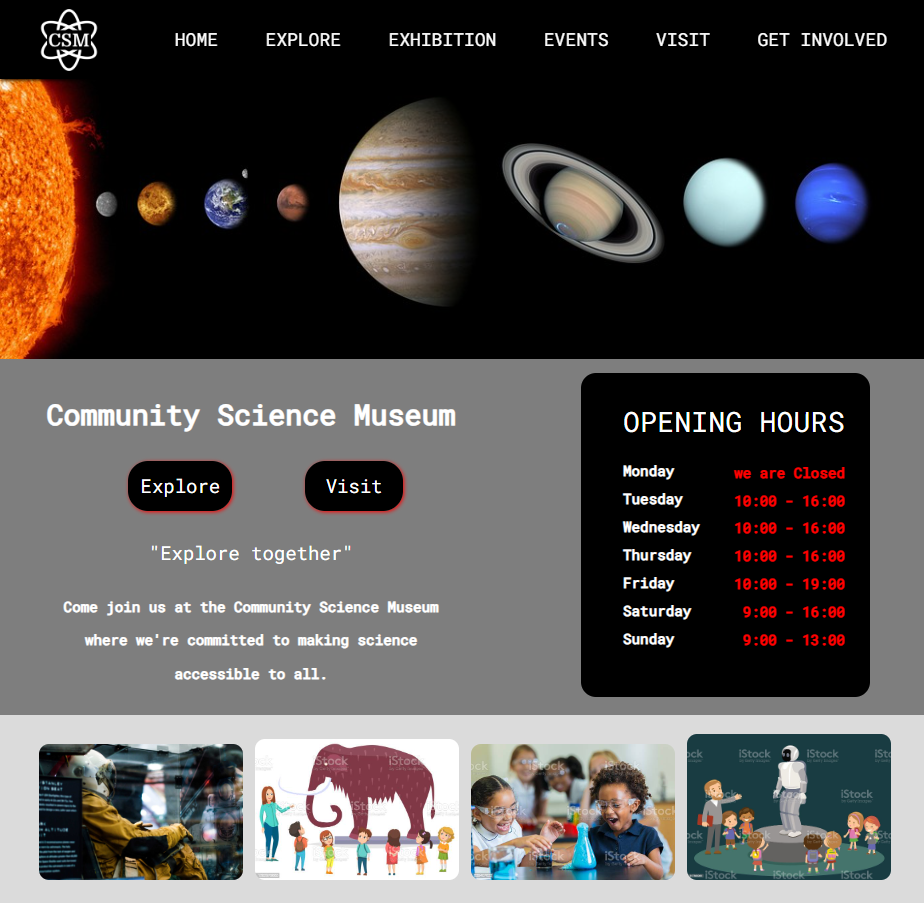 CSM
HOME EXPLORE EXHIBITION EVENTS VISIT GET INVOLVED
Community Science Museum
Explore Visit
"Explore together"
Come join us at the Community Science Museum
where we're committed to making science
accessible to all.
OPENING HOURS
Monday we are Closed
Tuesday 10:00 - 16:00
Wednesday 10:00 - 16:00
Thursday 10:00 - 16:00
Friday 10:00 - 19:00
Saturday 9:00 - 16:00
Sunday 9:00 - 13:00
iStock
iStock
iStock
iStock
iStock
iStock
iStock
iStock